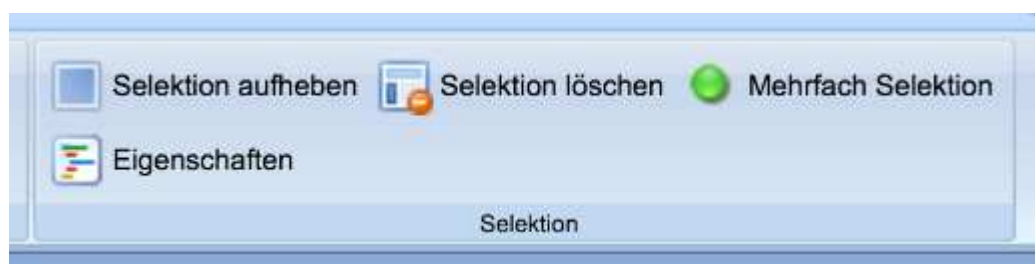 Selektion aufheben Selektion löschen Mehrfach Selektion
Eigenschaften
Selektion